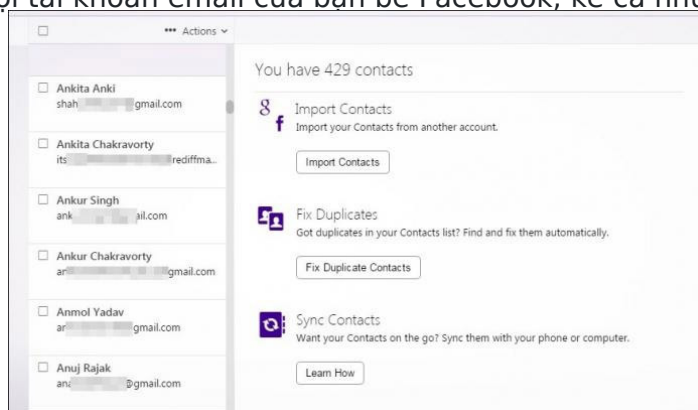 tài khoản email của bạn bè Facebook, kể cả
••• Actions
You have 429 contacts
Ankita Anki
shah gmail.com
Ankita Chakravorty
its rediffma...
Ankur Singh
ank ail.com
Ankur Chakravorty
ar gmail.com
Anmol Yadav
ar gmail.com
Anuj Rajak
ana @gmail.com
Import Contacts
Import your Contacts from another account.
Import Contacts
Fix Duplicates
Got duplicates in your Contacts list? Find and fix them automatically.
Fix Duplicate Contacts
Sync Contacts
Want your Contacts on the go? Sync them with your phone or computer.
Learn How